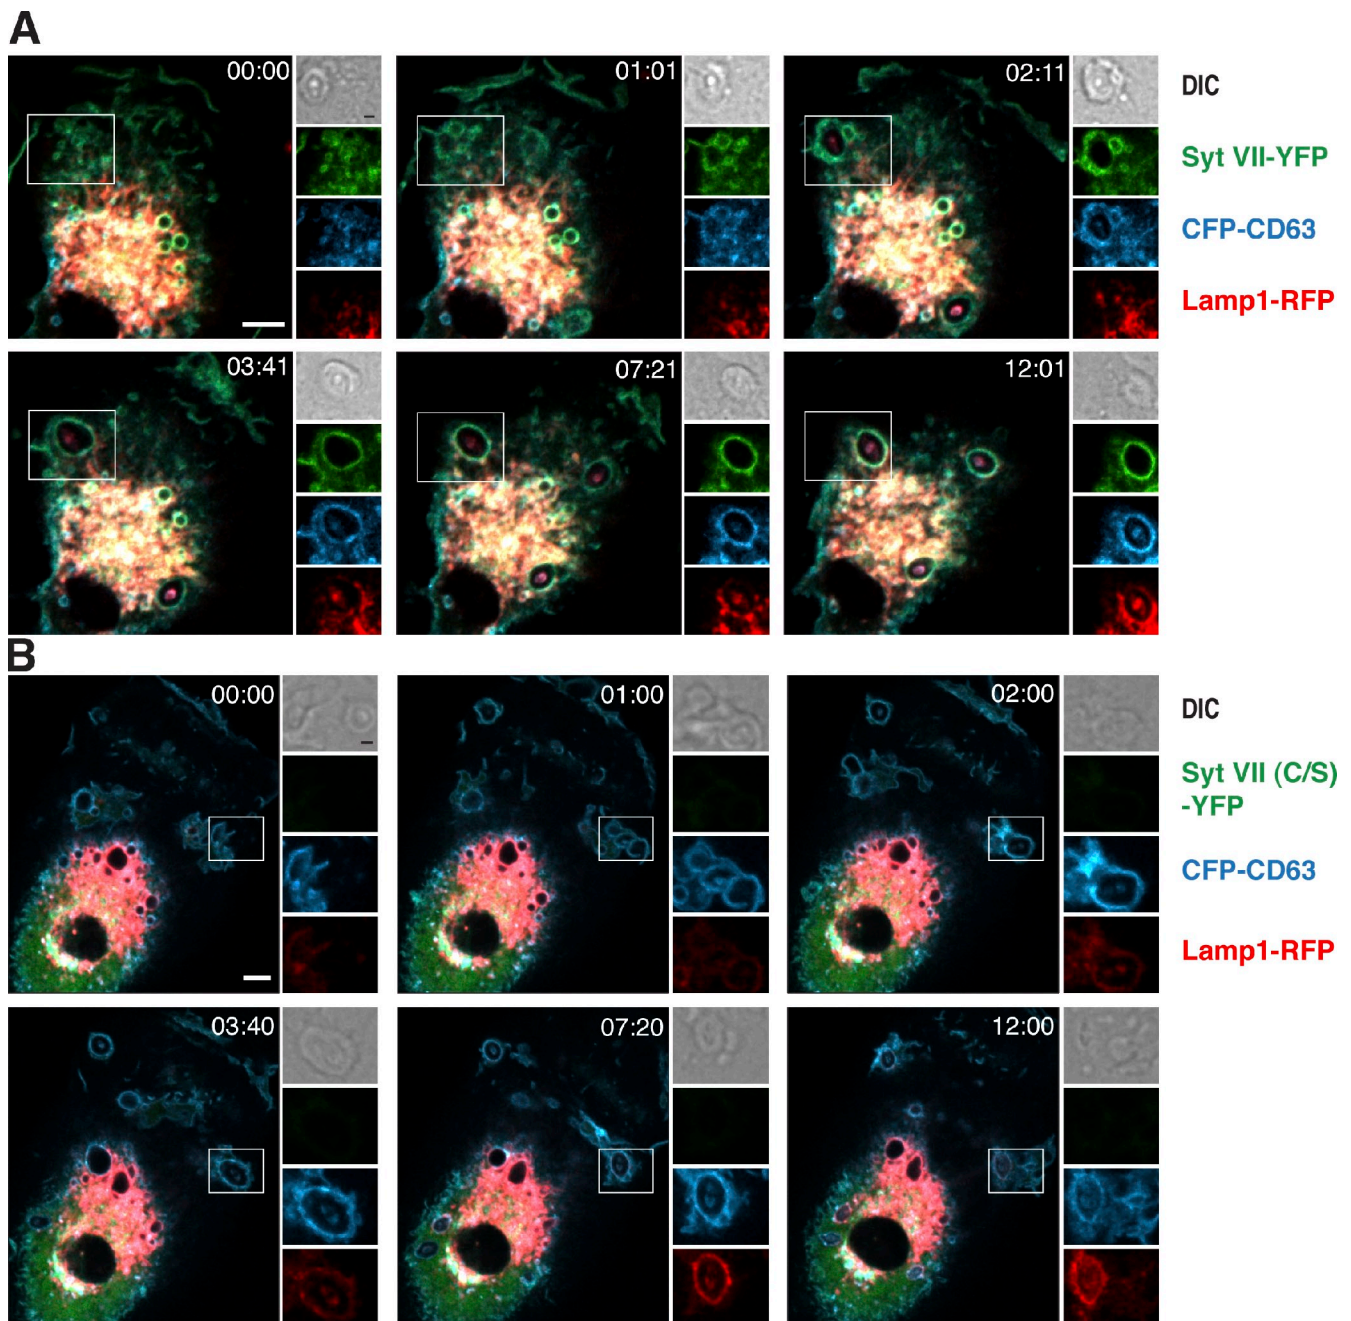 A
00:00
01:01
02:11
DIC
Syt VII-YFP
CFP-CD63
Lamp1-RFP
03:41
07:21
12:01
B
00:00
01:00
02:00
DIC
Syt VII (C/S)
-YFP
CFP-CD63
Lamp1-RFP
03:40
07:20
12:00